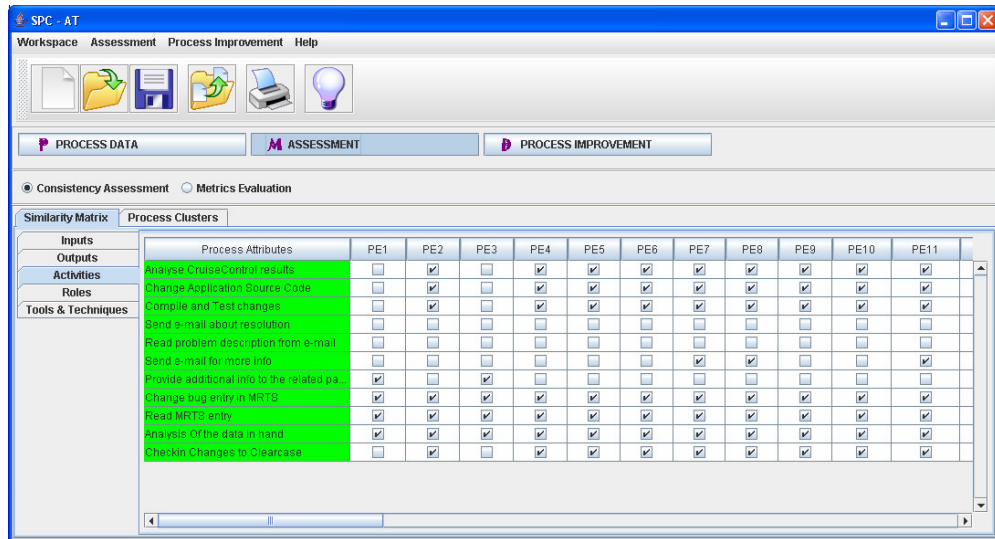 SPC - AT
Workspace Assessment Process Improvement Help
P PROCESS DATA M ASSESSMENT PROCESS IMPROVEMENT
Consistency Assessment Metrics Evaluation
Similarity Matrix Process Clusters
Inputs
Outputs
Activities
Roles
Tools & Techniques
Process Attributes PE1 PE2 PE3 PE4 PE5 PE6 PE7 PE8 PE9 PE10 PE11
Analyse CruiseControl results
Change Application Source Code
Compile and Test changes
Send e-mail about resolution
Read problem description from e-mail
Send e-mail for more info
Provide additional info to the related pa...
Change bug entry in MRTS
Read MRTS entry
Analysis Of the data in hand
Checkin Changes to Clearcase